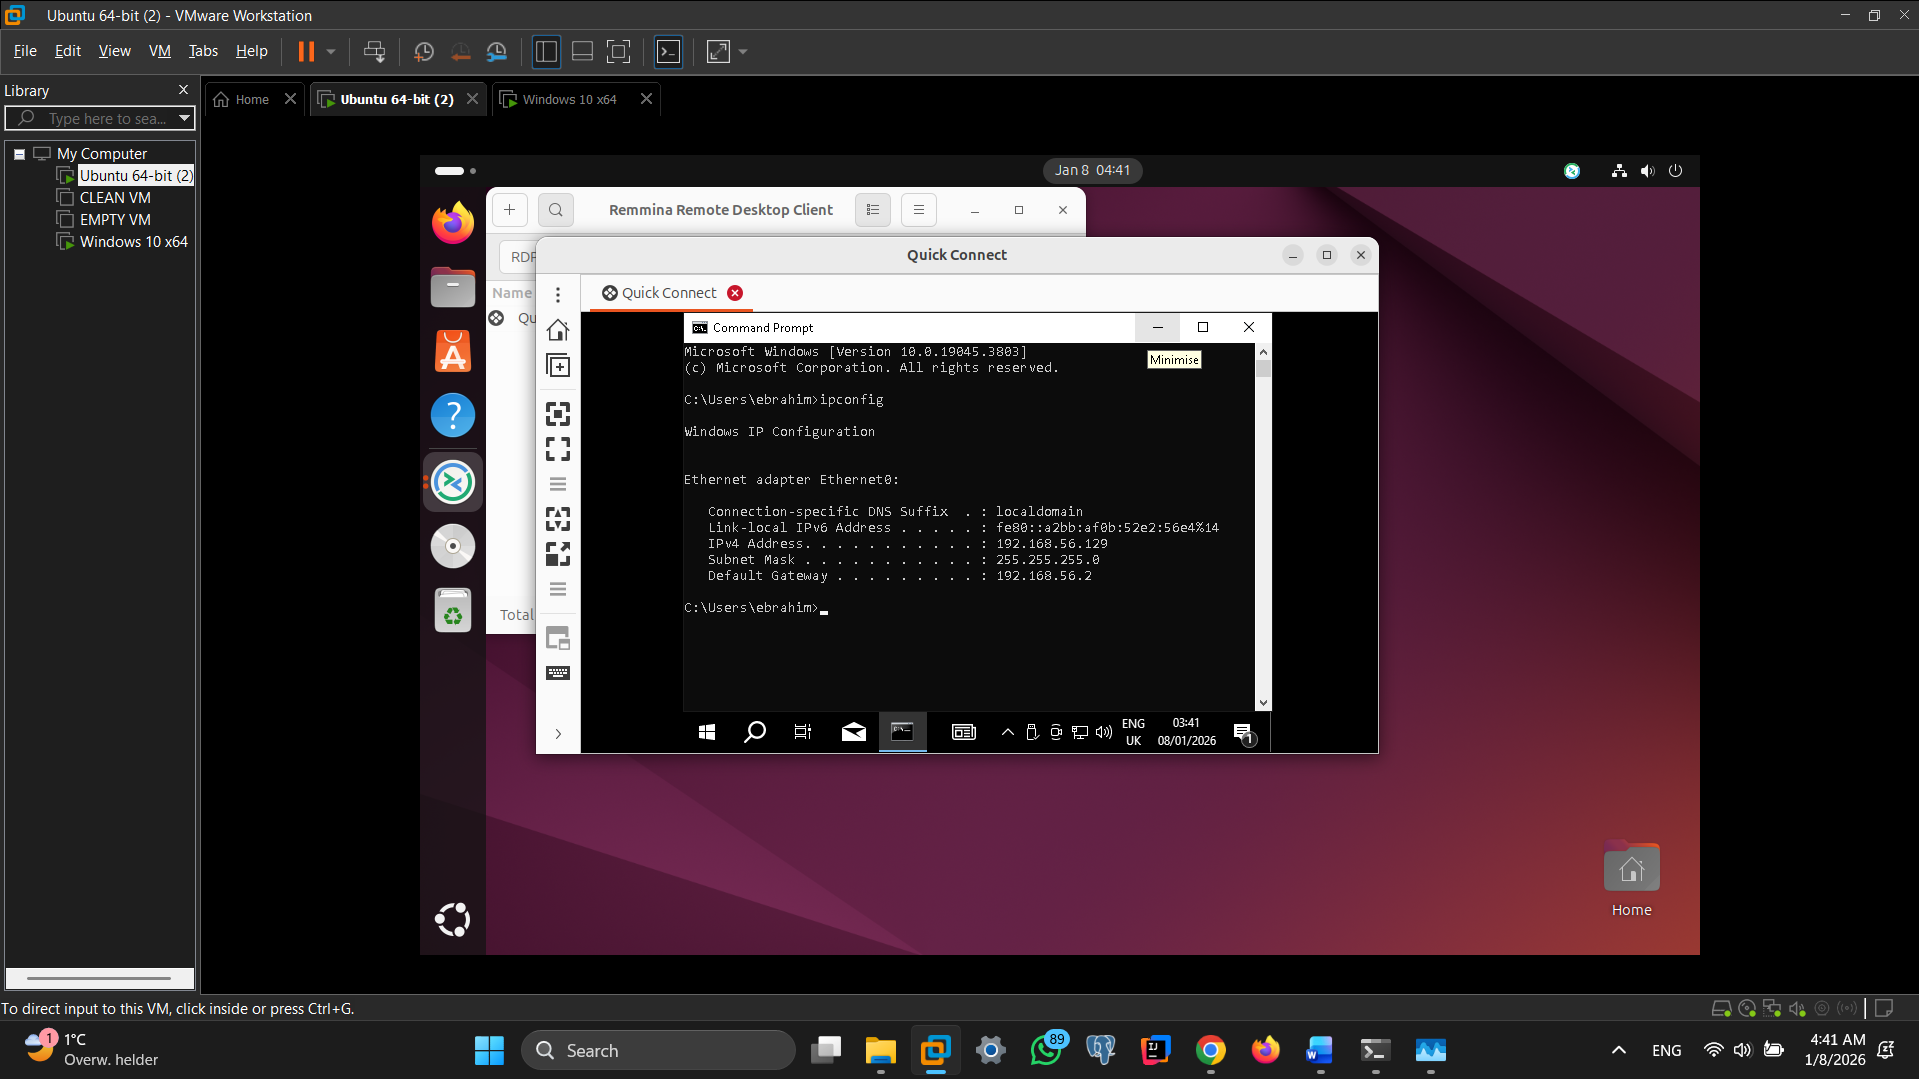 Ubuntu 64-bit (2) - VMware Workstation
File Edit View VM Tabs Help
Library
Type here to sea...
My Computer
Ubuntu 64-bit (2)
CLEAN VM
EMPTY VM
Windows 10 x64
Home
Ubuntu 64-bit (2)
Windows 10 x64
Jan 8 04:41
Remmina Remote Desktop Client
RDP
Name
Qu
Total
Quick Connect
Quick Connect
Command Prompt
Minimise
Microsoft Windows [Version 10.0.19045.3803]
(c) Microsoft Corporation. All rights reserved.
C:\Users\ebrahim>ipconfig
Windows IP Configuration
Ethernet adapter Ethernet0:
Connection-specific DNS Suffix . : localdomain
Link-local IPv6 Address . . . . . : fe80::a2bb:af0b:52e2:56e4%14
IPv4 Address. . . . . . . . . . . : 192.168.56.129
Subnet Mask . . . . . . . . . . . : 255.255.255.0
Default Gateway . . . . . . . . . : 192.168.56.2
C:\Users\ebrahim>
ENG
UK
03:41
08/01/2026
1
Home
To direct input to this VM, click inside or press Ctrl+G.
1
1°C
Overw. helder
Search
89
ENG
4:41 AM
1/8/2026